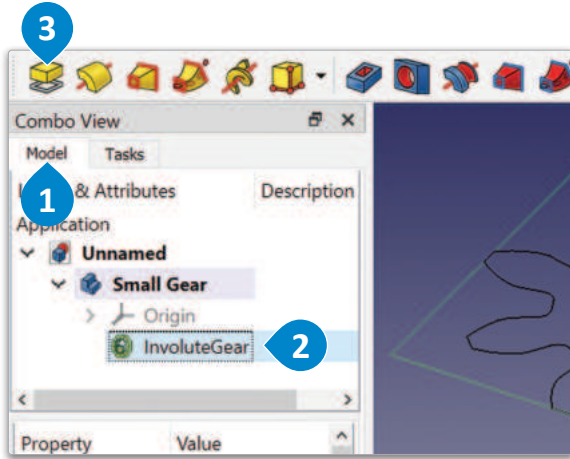 3
Combo View
Model Tasks
& Attributes Description
1
Application
Unnamed
Small Gear
Origin
InvoluteGear 2
Property Value